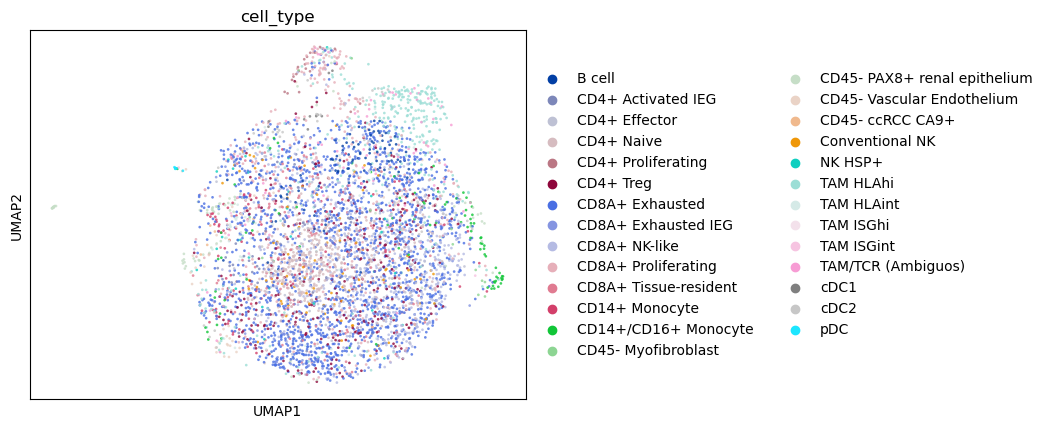 cell_type
UMAP2
UMAP1
B cell
CD4+ Activated IEG
CD4+ Effector
CD4+ Naive
CD4+ Proliferating
CD4+ Treg
CD8A+ Exhausted
CD8A+ Exhausted IEG
CD8A+ NK-like
CD8A+ Proliferating
CD8A+ Tissue-resident
CD14+ Monocyte
CD14+/CD16+ Monocyte
CD45- Myofibroblast
CD45- PAX8+ renal epithelium
CD45- Vascular Endothelium
CD45- ccRCC CA9+
Conventional NK
NK HSP+
TAM HLAhi
TAM HLAint
TAM ISGhi
TAM ISGint
TAM/TCR (Ambiguos)
cDC1
cDC2
pDC